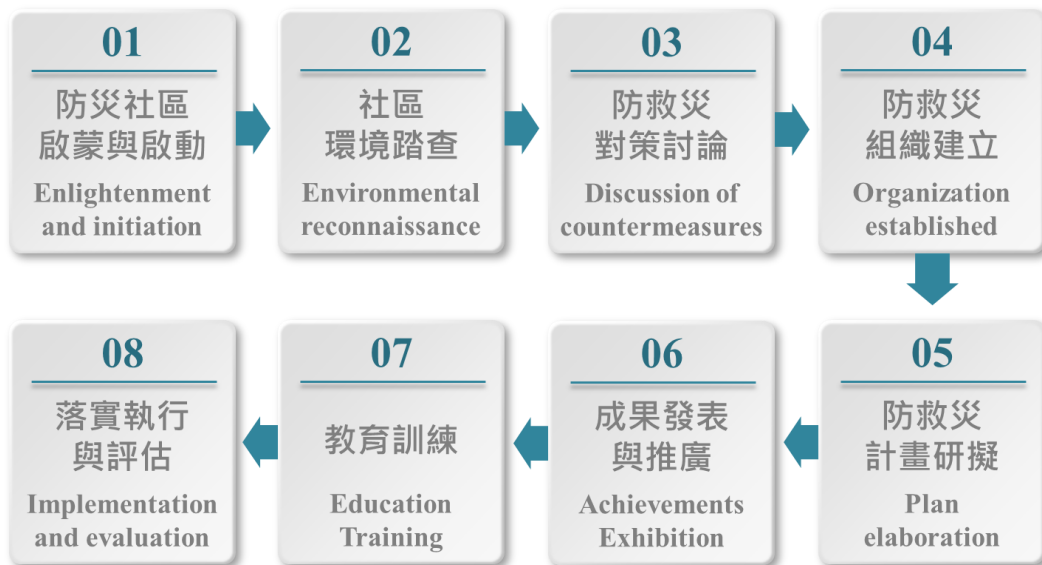 01
防災社區
啟蒙與啟動
Enlightenment
and initiation
02
社區
環境踏查
Environmental
reconnaissance
03
防救災
對策討論
Discussion of
countermeasures
04
防救災
組織建立
Organization
established
05
防救災
計畫研擬
Plan
elaboration
06
成果發表
與推廣
Achievements
Exhibition
07
教育訓練
Education
Training
08
落實執行
與評估
Implementation
and evaluation